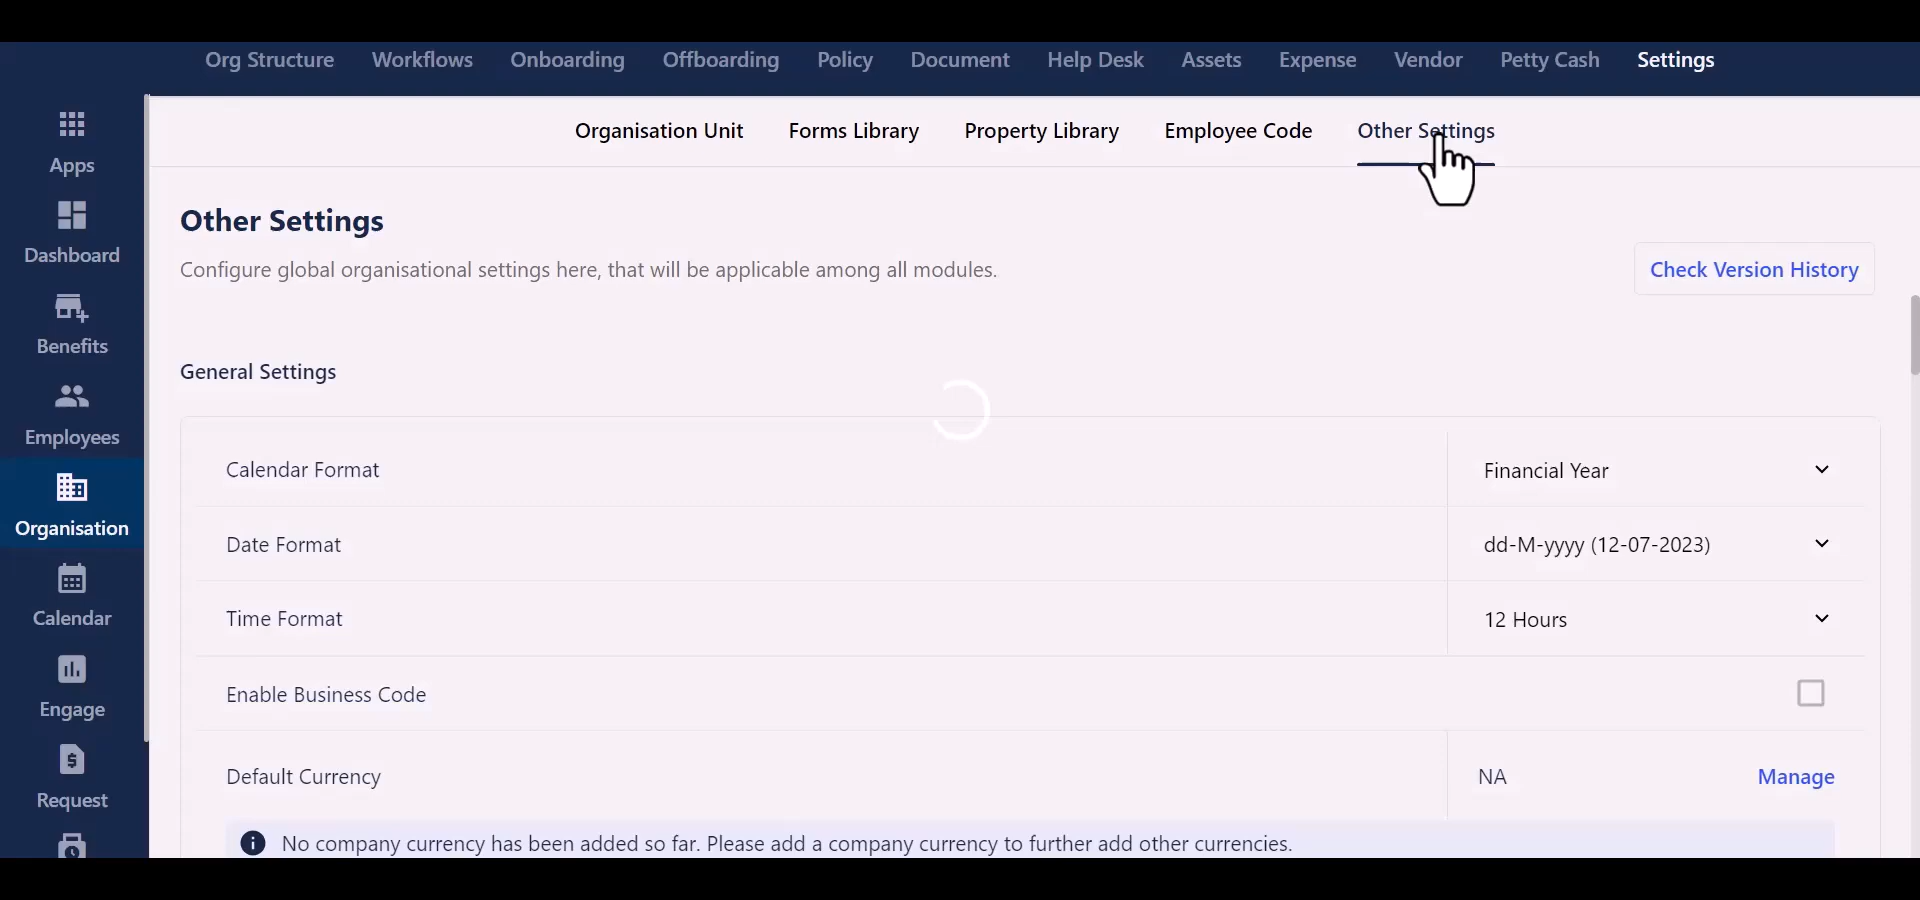 Org Structure Workflows Onboarding Offboarding Policy Document Help Desk Assets Expense Vendor Petty Cash Settings
Apps
Dashboard
Benefits
Employees
Organisation
Calendar
Engage
Request
Organisation Unit Forms Library Property Library Employee Code Other Settings
Other Settings
Configure global organisational settings here, that will be applicable among all modules.
Check Version History
General Settings
Calendar Format Financial Year
Date Format dd-M-yyyy (12-07-2023)
Time Format 12 Hours
Enable Business Code
Default Currency NA Manage
No company currency has been added so far. Please add a company currency to further add other currencies.